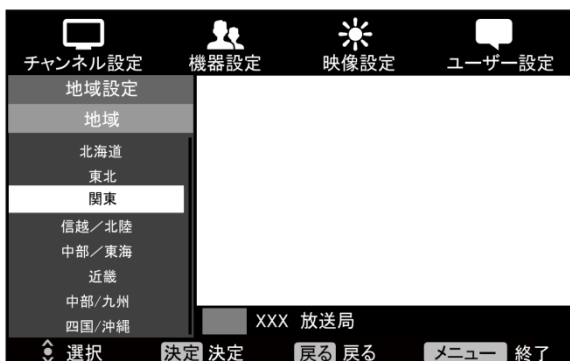 チャンネル設定 機器設定 映像設定 ユーザー設定
地域設定
地域
北海道
東北
関東
信越／北陸
中部／東海
近畿
中部/九州
四国/沖縄
XXX 放送局
選択 決定 決定 戻る 戻る メニュー 終了